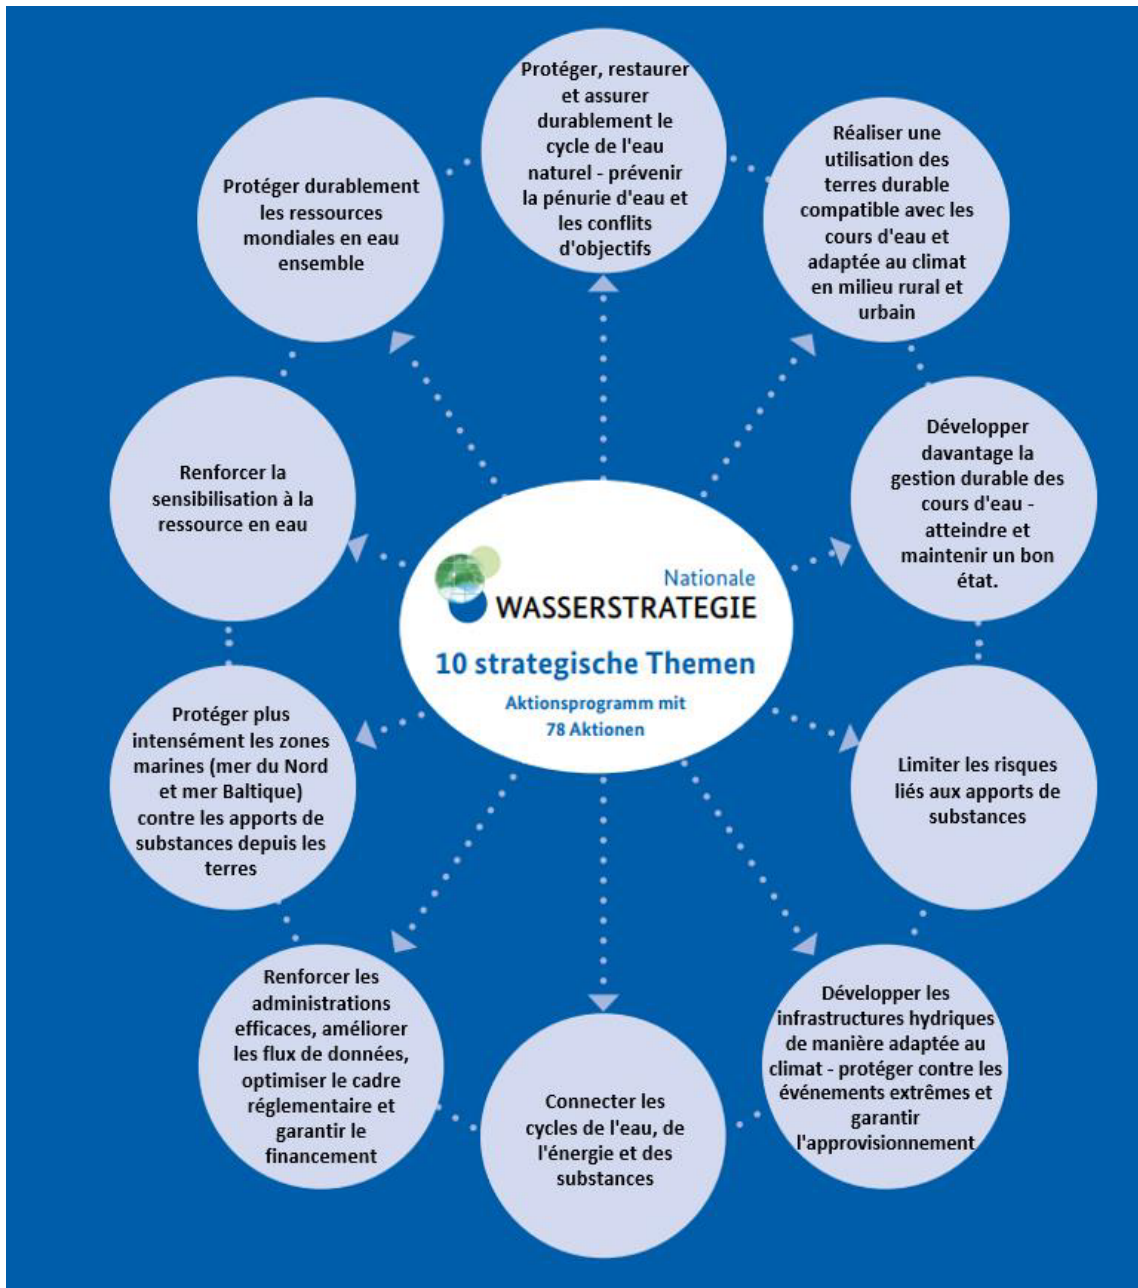 Protéger, restaurer
et assurer
durablement le
cycle de l'eau
naturel - prévenir
la pénurie d'eau et
les conflits
d'objectifs
Réaliser une
utilisation des
terres durable
compatible avec les
cours d'eau et
adaptée au climat
en milieu rural et
urbain
Développer
davantage la
gestion durable des
cours d'eau -
atteindre et
maintenir un bon
état.
Limiter les risques
liés aux apports de
substances
Développer les
infrastructures hydriques
de manière adaptée au
climat - protéger contre les
événements extrêmes et
garantir
l'approvisionnement
Connecter les
cycles de l'eau, de
l'énergie et des
substances
Renforcer les
administrations
efficaces, améliorer
les flux de données,
optimiser le cadre
réglementaire et
garantir le
financement
Protéger plus
intensément les zones
marines (mer du Nord
et mer Baltique)
contre les apports de
substances depuis les
terres
Renforcer la
sensibilisation à la
ressource en eau
Protéger durablement
les ressources
mondiales en eau
ensemble
Nationale
WASSERSTRATEGIE
10 strategische Themen
Aktionsprogramm mit
78 Aktionen